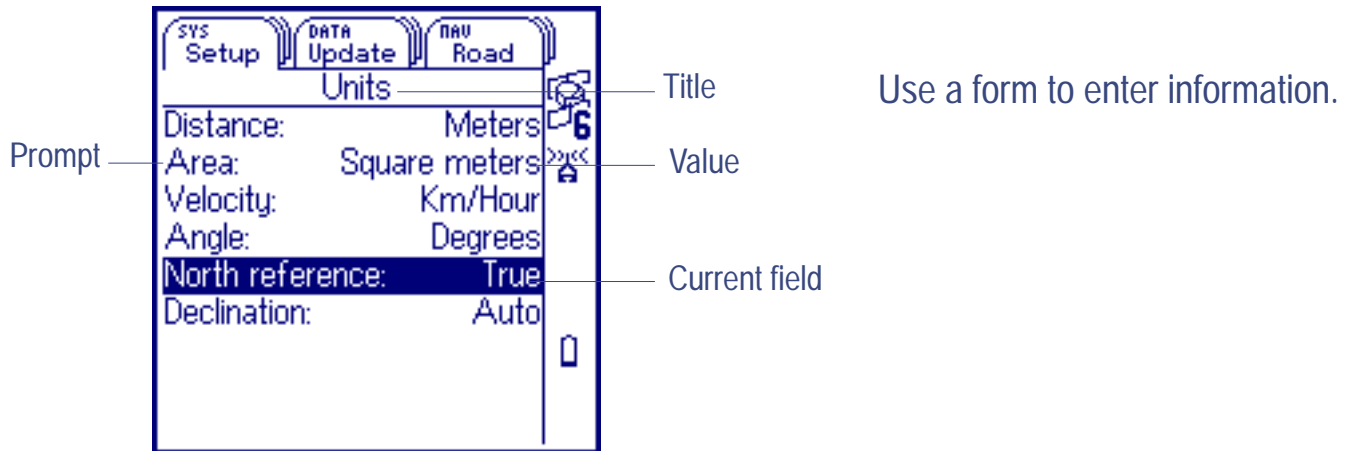 SYS DATA NAV
Setup Update Road
Units
Title
Use a form to enter information.
Distance: Meters
6
Prompt
Area: Square meters
Value
Velocity: Km/Hour
Angle: Degrees
North reference: True
Current field
Declination: Auto